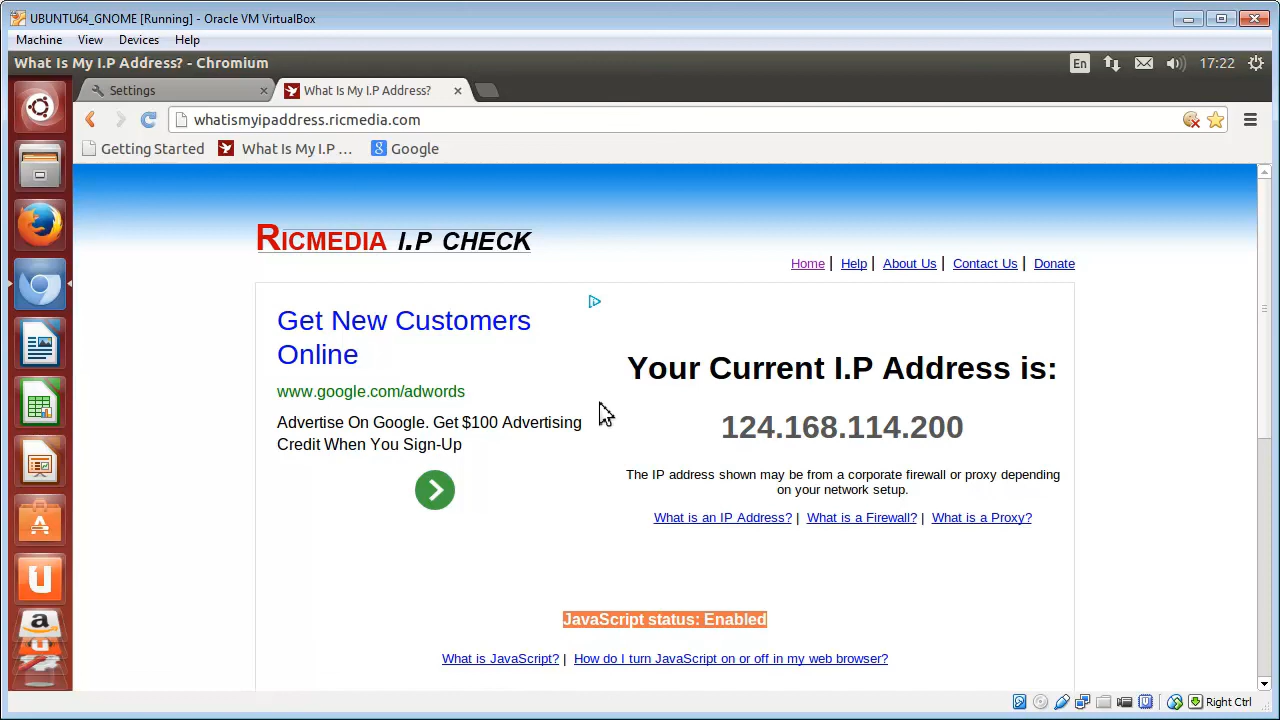 UBUNTU64_GNOME [Running] - Oracle VM VirtualBox
Machine View Devices Help
What Is My I.P Address? - Chromium
En 17:22
Settings × What Is My I.P Address? ×
whatismyipaddress.ricmedia.com
Getting Started What Is My I.P ... 8 Google
RICMEDIA I.P CHECK
Home | Help | About Us | Contact Us | Donate
Get New Customers
Online
www.google.com/adwords
Advertise On Google. Get $100 Advertising
Credit When You Sign-Up
Your Current I.P Address is:
124.168.114.200
The IP address shown may be from a corporate firewall or proxy depending
on your network setup.
What is an IP Address? | What is a Firewall? | What is a Proxy?
JavaScript status: Enabled
What is JavaScript? | How do I turn JavaScript on or off in my web browser?
Right Ctrl